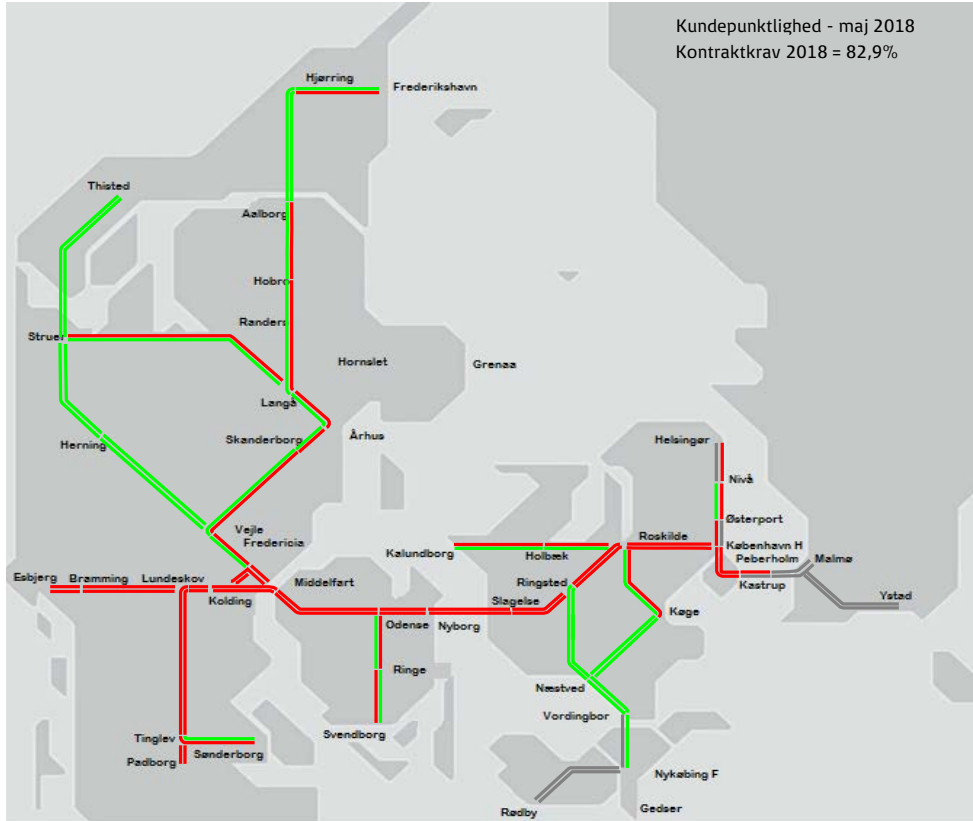 Kundepunktlighed - maj 2018
Kontraktkrav 2018 = 82,9%
Hjørring
Frederikshavn
Thisted
Aalborg
Hobro
Randers
Struer
Hornslet
Grenaa
Langå
Århus
Skanderborg
Herning
Helsingør
Nivå
Østerport
Vejle
Fredericia
Roskilde
København H
Kalundborg
Holbæk
Peberholm
Malmø
Esbjerg
Bramming
Lundeskov
Middelfart
Ringsted
Kastrup
Kolding
Slagelse
Ystad
Odense
Nyborg
Køge
Ringe
Næstved
Vordingbor
Svendborg
Tinglev
Sønderborg
Padborg
Nykøbing F
Rødby
Gedser